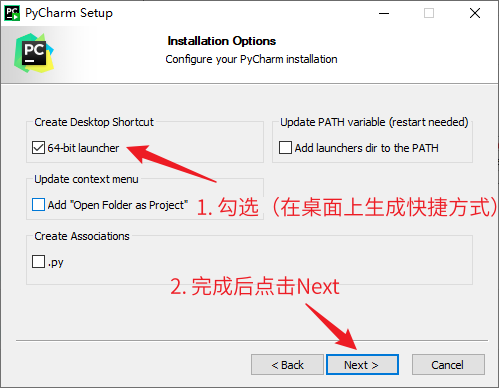 PyCharm Setup
PC
Installation Options
Configure your PyCharm installation
PC
Create Desktop Shortcut
64-bit launcher
Update PATH variable (restart needed)
Add launchers dir to the PATH
Update context menu
Add "Open Folder as Project"
1. 勾选（在桌面上生成快捷方式）
Create Associations
.py
2. 完成后点击Next
< Back
Next >
Cancel